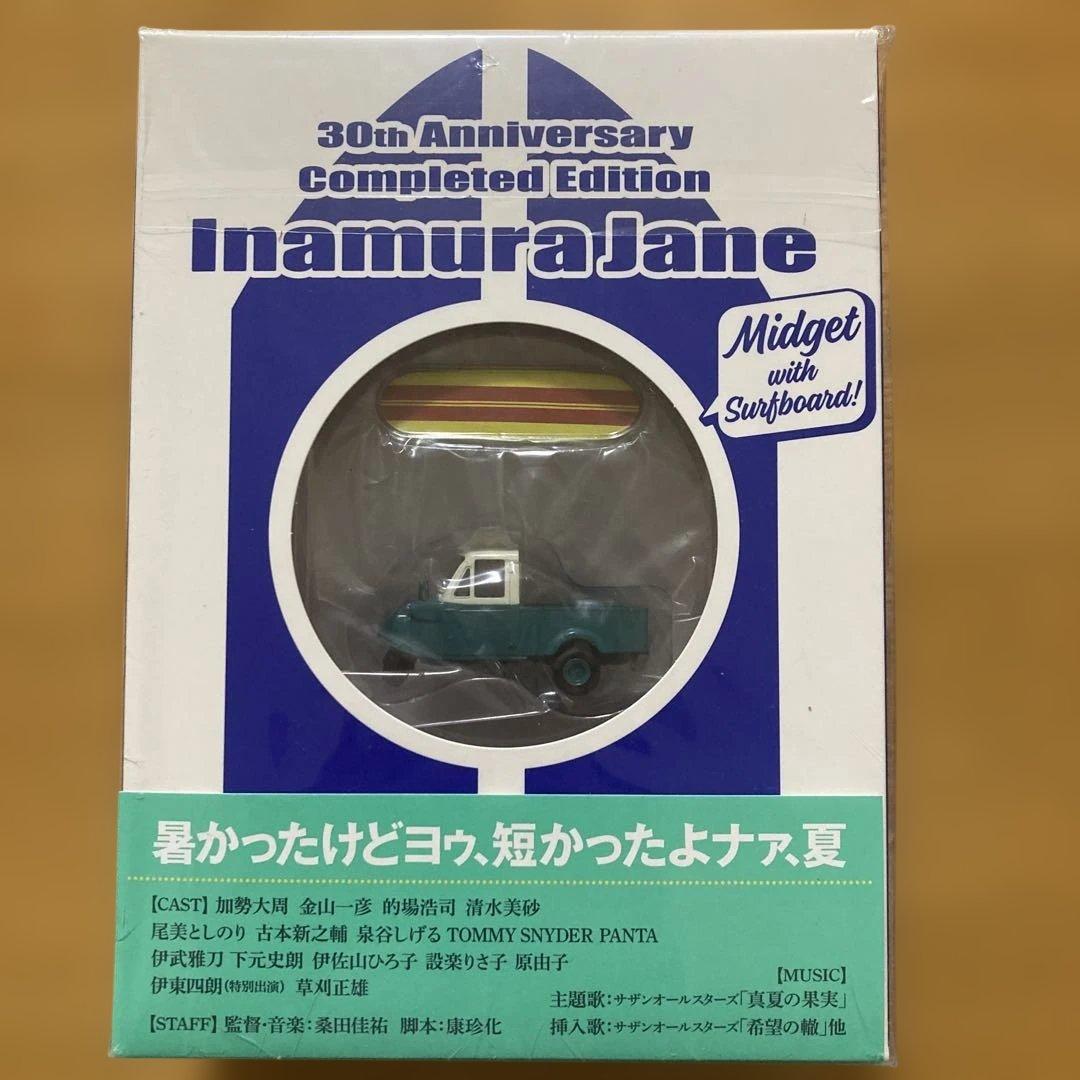 30th Anniversary
Completed Edition
InamuraJane
Midget
with
Surfboard!
暑かったけどヨゥ、短かったよナァ、夏
【CAST】加勢大周 金山一彦 的場浩司 清水美砂
尾美としのり 古本新之輔 泉谷しげる TOMMY SNYDER PANTA
伊武雅刀 下元史朗 伊佐山ひろ子 設楽りさ子 原由子
伊東四朗(特別出演) 草刈正雄
【STAFF】監督・音楽：桑田佳祐 脚本：康珍化
【MUSIC】
主題歌：サザンオールスターズ「真夏の果実」
挿入歌：サザンオールスターズ「希望の轍」他